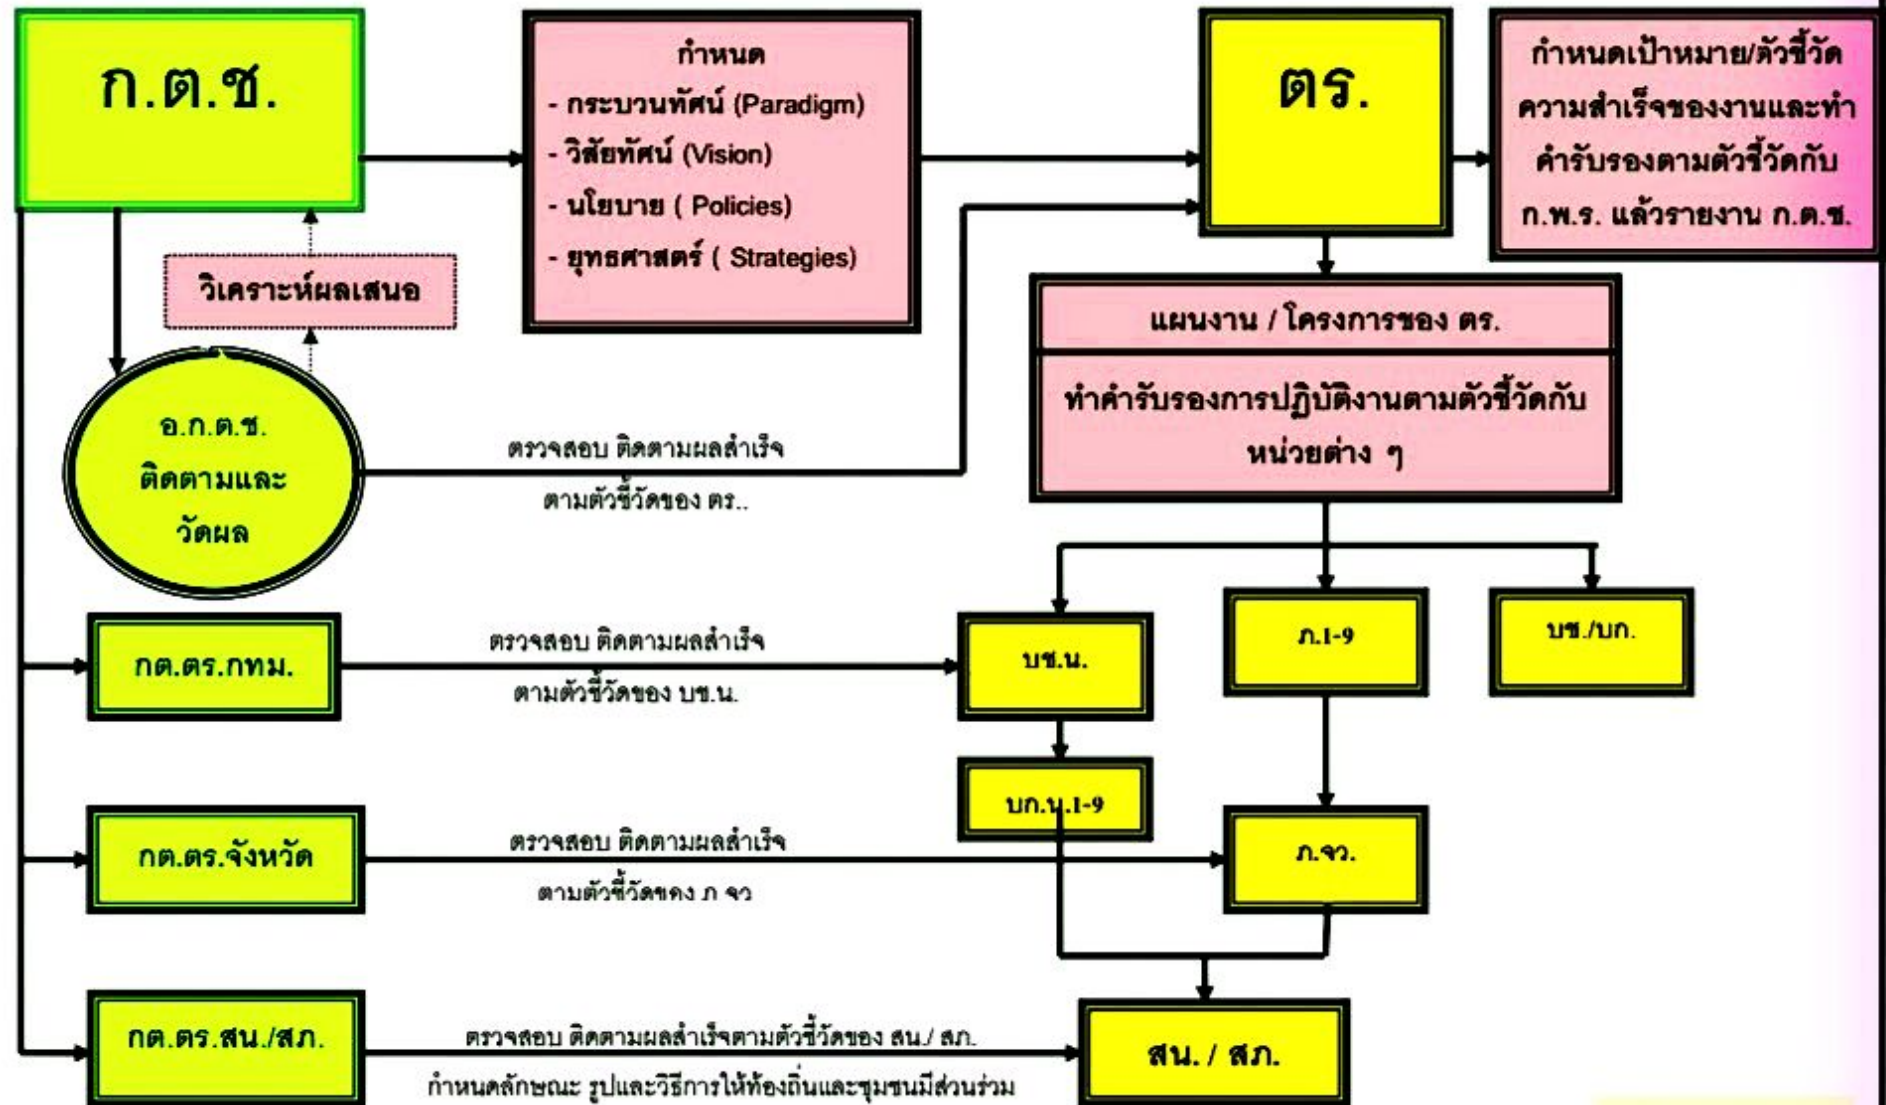 ก.ต.ช.
กำหนด
- กระบวนทัศน์ (Paradigm)
- วิสัยทัศน์ (Vision)
- นโยบาย ( Policies)
- ยุทธศาสตร์ ( Strategies)
ตร.
กำหนดเป้าหมาย/ตัวชี้วัด
ความสำเร็จของงานและทำ
คำรับรองตามตัวชี้วัดกับ
ก.พ.ร. แล้วรายงาน ก.ต.ช.
วิเคราะห์ผลเสนอ
แผนงาน / โครงการของ ตร.
ทำคำรับรองการปฏิบัติงานตามตัวชี้วัดกับ
หน่วยต่าง ๆ
อ.ก.ต.ช.
ติดตามและ
วัดผล
ตรวจสอบ ติดตามผลสำเร็จ
ตามตัวชี้วัดของ ตร..
กต.ตร.กทม.
ตรวจสอบ ติดตามผลสำเร็จ
ตามตัวชี้วัดของ บช.น.
บช.น.
ภ.1-9
บช./บก.
บก.น.1-9
กต.ตร.จังหวัด
ตรวจสอบ ติดตามผลสำเร็จ
ตามตัวชี้วัดของ ภ จว
ภ.จว.
กต.ตร.สน./สภ.
ตรวจสอบ ติดตามผลสำเร็จตามตัวชี้วัดของ สน./ สภ.
กำหนดลักษณะ รูปและวิธีการให้ท้องถิ่นและชุมชนมีส่วนร่วม
สน. / สภ.